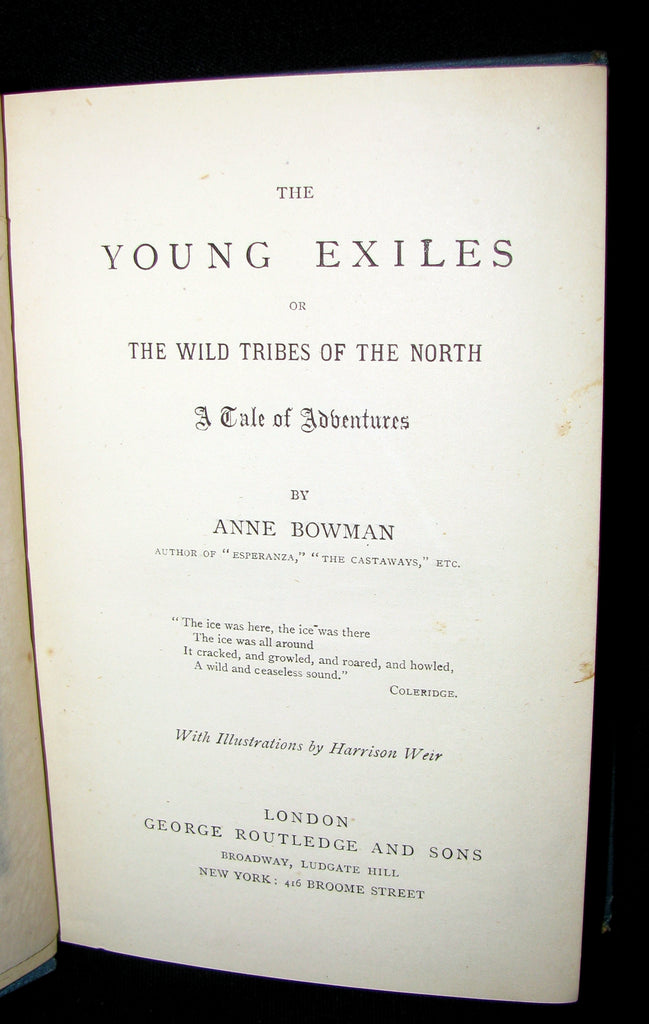 THE
YOUNG EXILES
OR
THE WILD TRIBES OF THE NORTH
A Tale of Adventures
BY
ANNE BOWMAN
AUTHOR OF "ESPERANZA," "THE CASTAWAYS," ETC.
"The ice was here, the ice was there
The ice was all around
It cracked, and growled, and roared, and howled,
A wild and ceaseless sound."
COLERIDGE.
With Illustrations by Harrison Weir
LONDON
GEORGE ROUTLEDGE AND SONS
BROADWAY, LUDGATE HILL
NEW YORK: 416 BROOME STREET